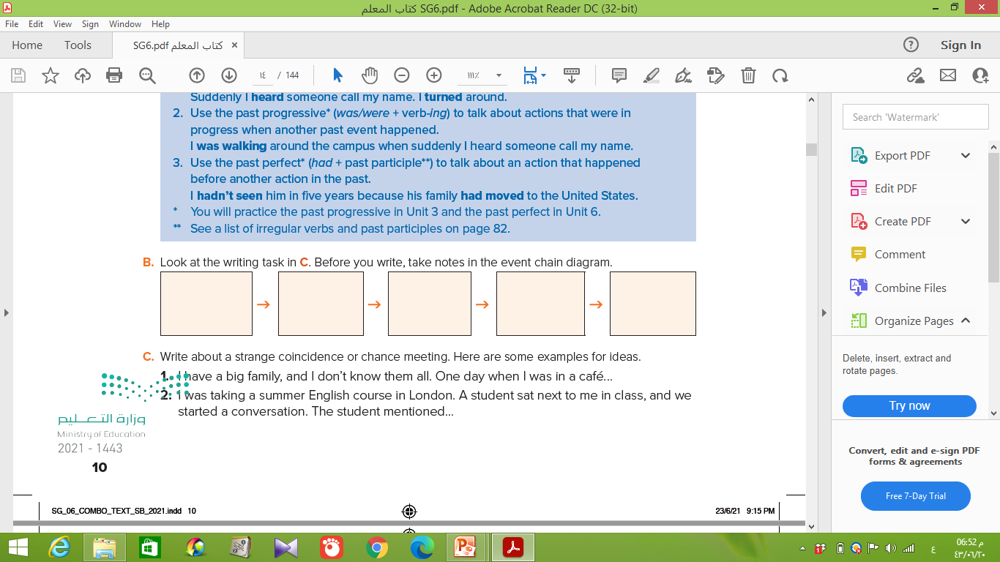 كتاب المعلم SG6.pdf - Adobe Acrobat Reader DC (32-bit)
File Edit View Sign Window Help
Home Tools كتاب المعلم SG6.pdf × Sign In
١٤ / 144 ١١١٪
Search 'Watermark'
Export PDF
Edit PDF
Create PDF
Comment
Combine Files
Organize Pages
Delete, insert, extract and
rotate pages.
Try now
Convert, edit and e-sign PDF
forms & agreements
Free 7-Day Trial
Suddenly I heard someone call my name. I turned around.
2. Use the past progressive* (was/were + verb-ing) to talk about actions that were in
progress when another past event happened.
I was walking around the campus when suddenly I heard someone call my name.
3. Use the past perfect* (had + past participle**) to talk about an action that happened
before another action in the past.
I hadn't seen him in five years because his family had moved to the United States.
* You will practice the past progressive in Unit 3 and the past perfect in Unit 6.
** See a list of irregular verbs and past participles on page 82.
B. Look at the writing task in C. Before you write, take notes in the event chain diagram.
C. Write about a strange coincidence or chance meeting. Here are some examples for ideas.
1. I have a big family, and I don't know them all. One day when I was in a café...
2. I was taking a summer English course in London. A student sat next to me in class, and we
started a conversation. The student mentioned...
وزارة التعليم
Ministry of Education
2021 - 1443
10
SG_06_COMBO_TEXT_SB_2021.indd 10 23/6/21 9:15 PM
ع
06:52 م
٤٣/٠٦/٢٠